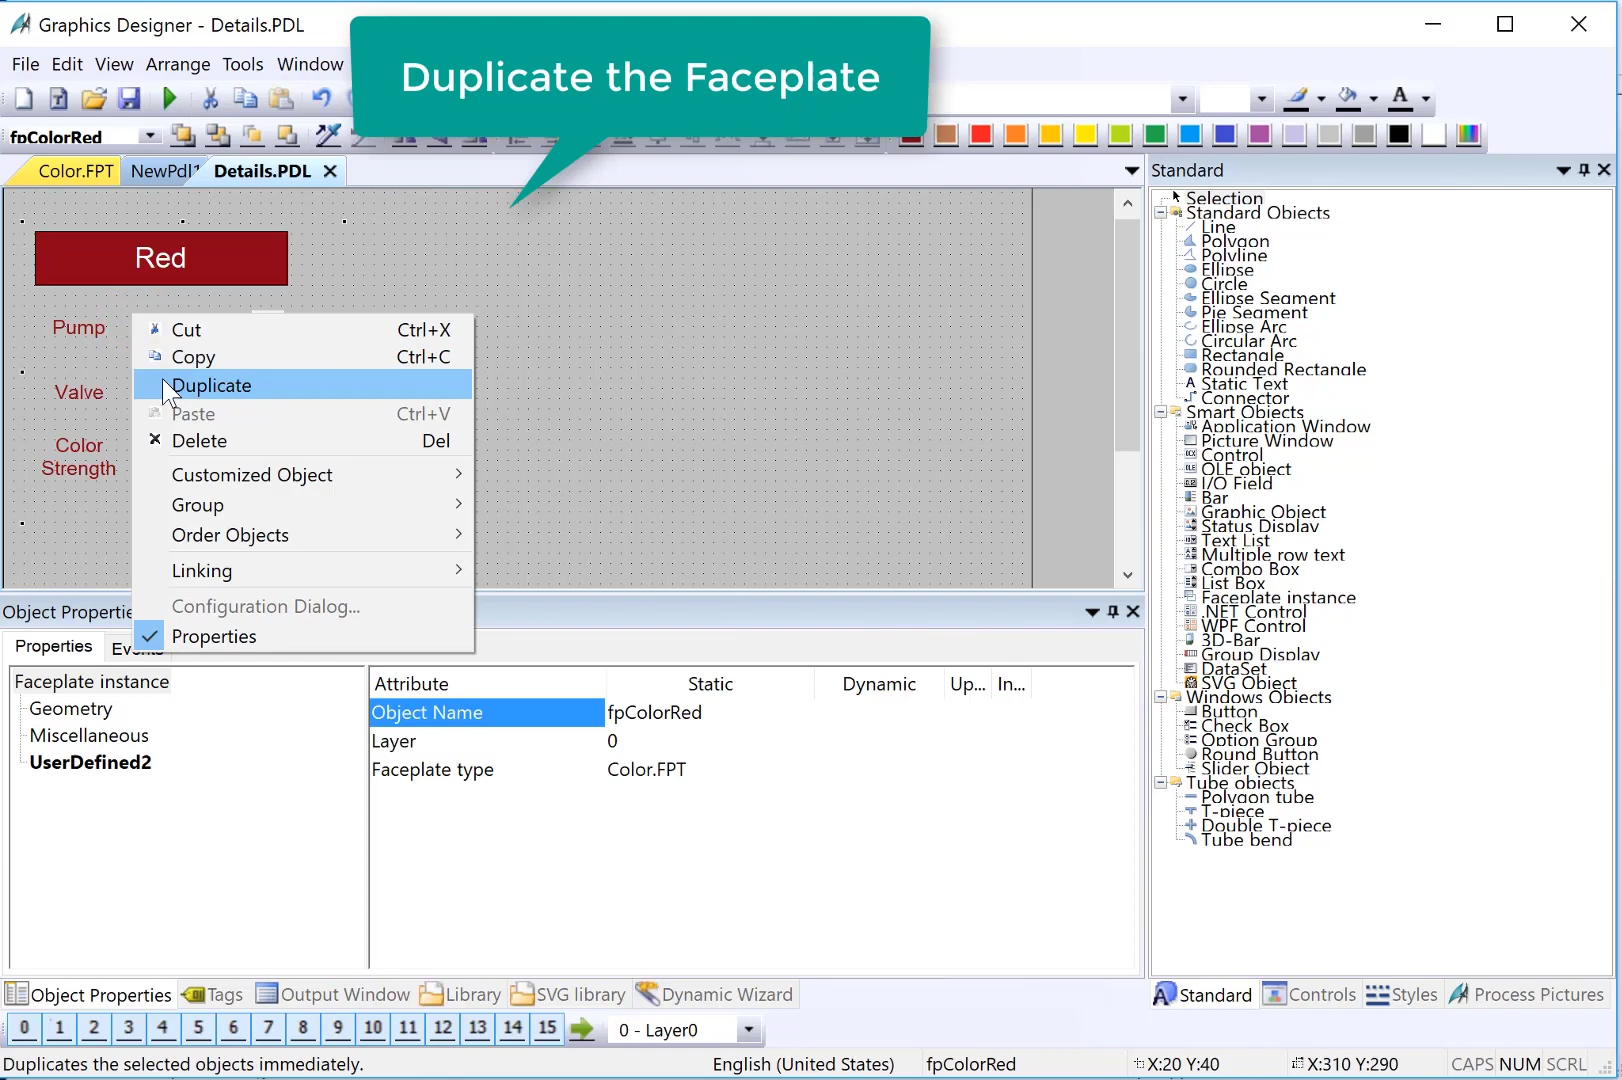 Graphics Designer - Details.PDL
Duplicate the Faceplate
File Edit View Arrange Tools Window
fpColorRed
Color.FPT NewPdl1 Details.PDL
Standard
Red
Pump
Valve
Color
Strength
Cut Ctrl+X
Copy Ctrl+C
Duplicate
Paste Ctrl+V
Delete Del
Customized Object
Group
Order Objects
Linking
Configuration Dialog...
Properties
Selection
Standard Objects
Line
Polygon
Polyline
Ellipse
Circle
Ellipse Segment
Pie Segment
Ellipse Arc
Circular Arc
Rectangle
Rounded Rectangle
Static Text
Connector
Smart Objects
Application Window
Picture Window
Control
OLE object
I/O Field
Bar
Graphic Object
Status Display
Text List
Multiple row text
Combo Box
List Box
Faceplate instance
.NET Control
WPF Control
3D-Bar
Group Display
DataSet
SVG Object
Windows Objects
Button
Check Box
Option Group
Round Button
Slider Object
Tube objects
Polygon tube
T-piece
Double T-piece
Tube bend
Object Propertie
Properties Events
Faceplate instance
Geometry
Miscellaneous
UserDefined2
Attribute Static Dynamic Up... In...
Object Name fpColorRed
Layer 0
Faceplate type Color.FPT
Object Properties Tags Output Window Library SVG library Dynamic Wizard
Standard Controls Styles Process Pictures
0 1 2 3 4 5 6 7 8 9 10 11 12 13 14 15 0 - Layer0
Duplicates the selected objects immediately. English (United States) fpColorRed X:20 Y:40 X:310 Y:290 CAPS NUM SCRL